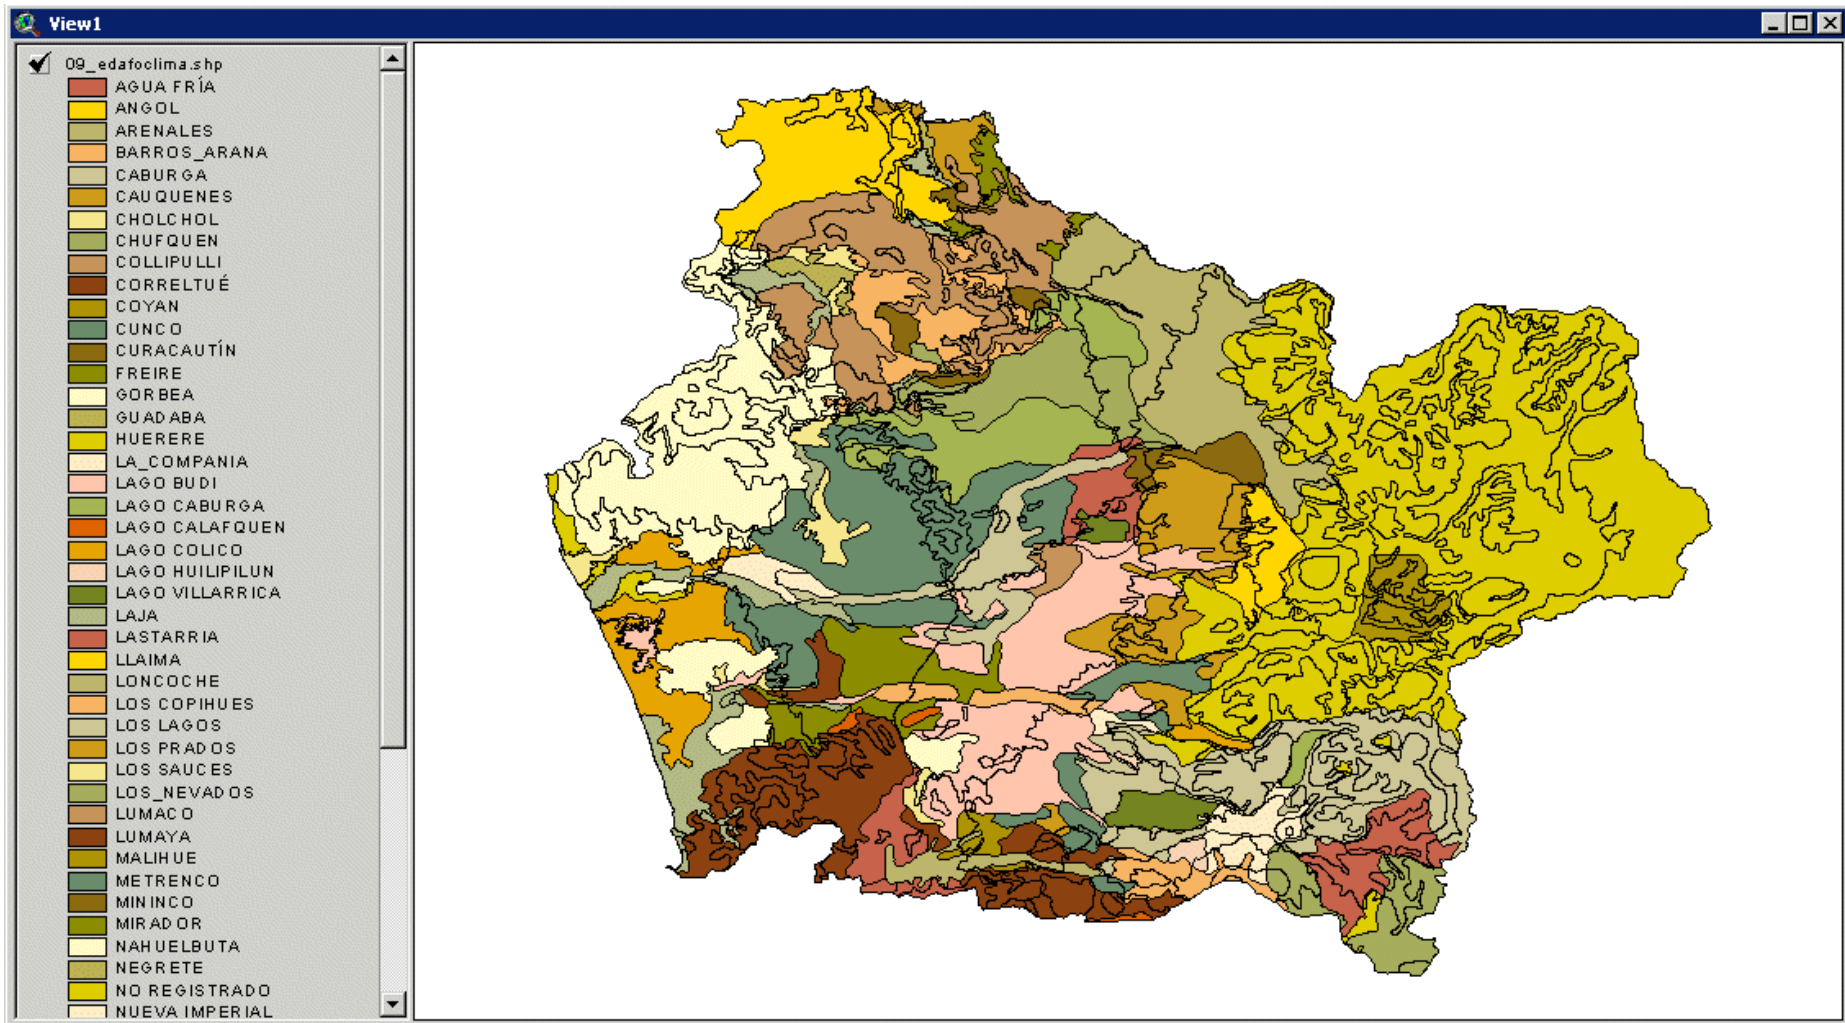 View1
09_edafoclima.shp
AGUA FRÍA
ANGOL
ARENALES
BARROS_ARANA
CABURGA
CAUQUENES
CHOLCHOL
CHUFQUEN
COLLIPULLI
CORRELTUÉ
COYAN
CUNCO
CURACAUTÍN
FREIRE
GORBEA
GUADABA
HUERERE
LA_COMPANIA
LAGO BUDI
LAGO CABURGA
LAGO CALAFQUEN
LAGO COLICO
LAGO HUILIPILUN
LAGO VILLARRICA
LAJA
LASTARRIA
LLAIMA
LONCOCHE
LOS COPIHUES
LOS LAGOS
LOS PRADOS
LOS SAUCES
LOS_NEVADOS
LUMACO
LUMAYA
MALIHUE
METRENCO
MININCO
MIRADOR
NAHUELBUTA
NEGRETE
NO REGISTRADO
NUEVA IMPERIAL